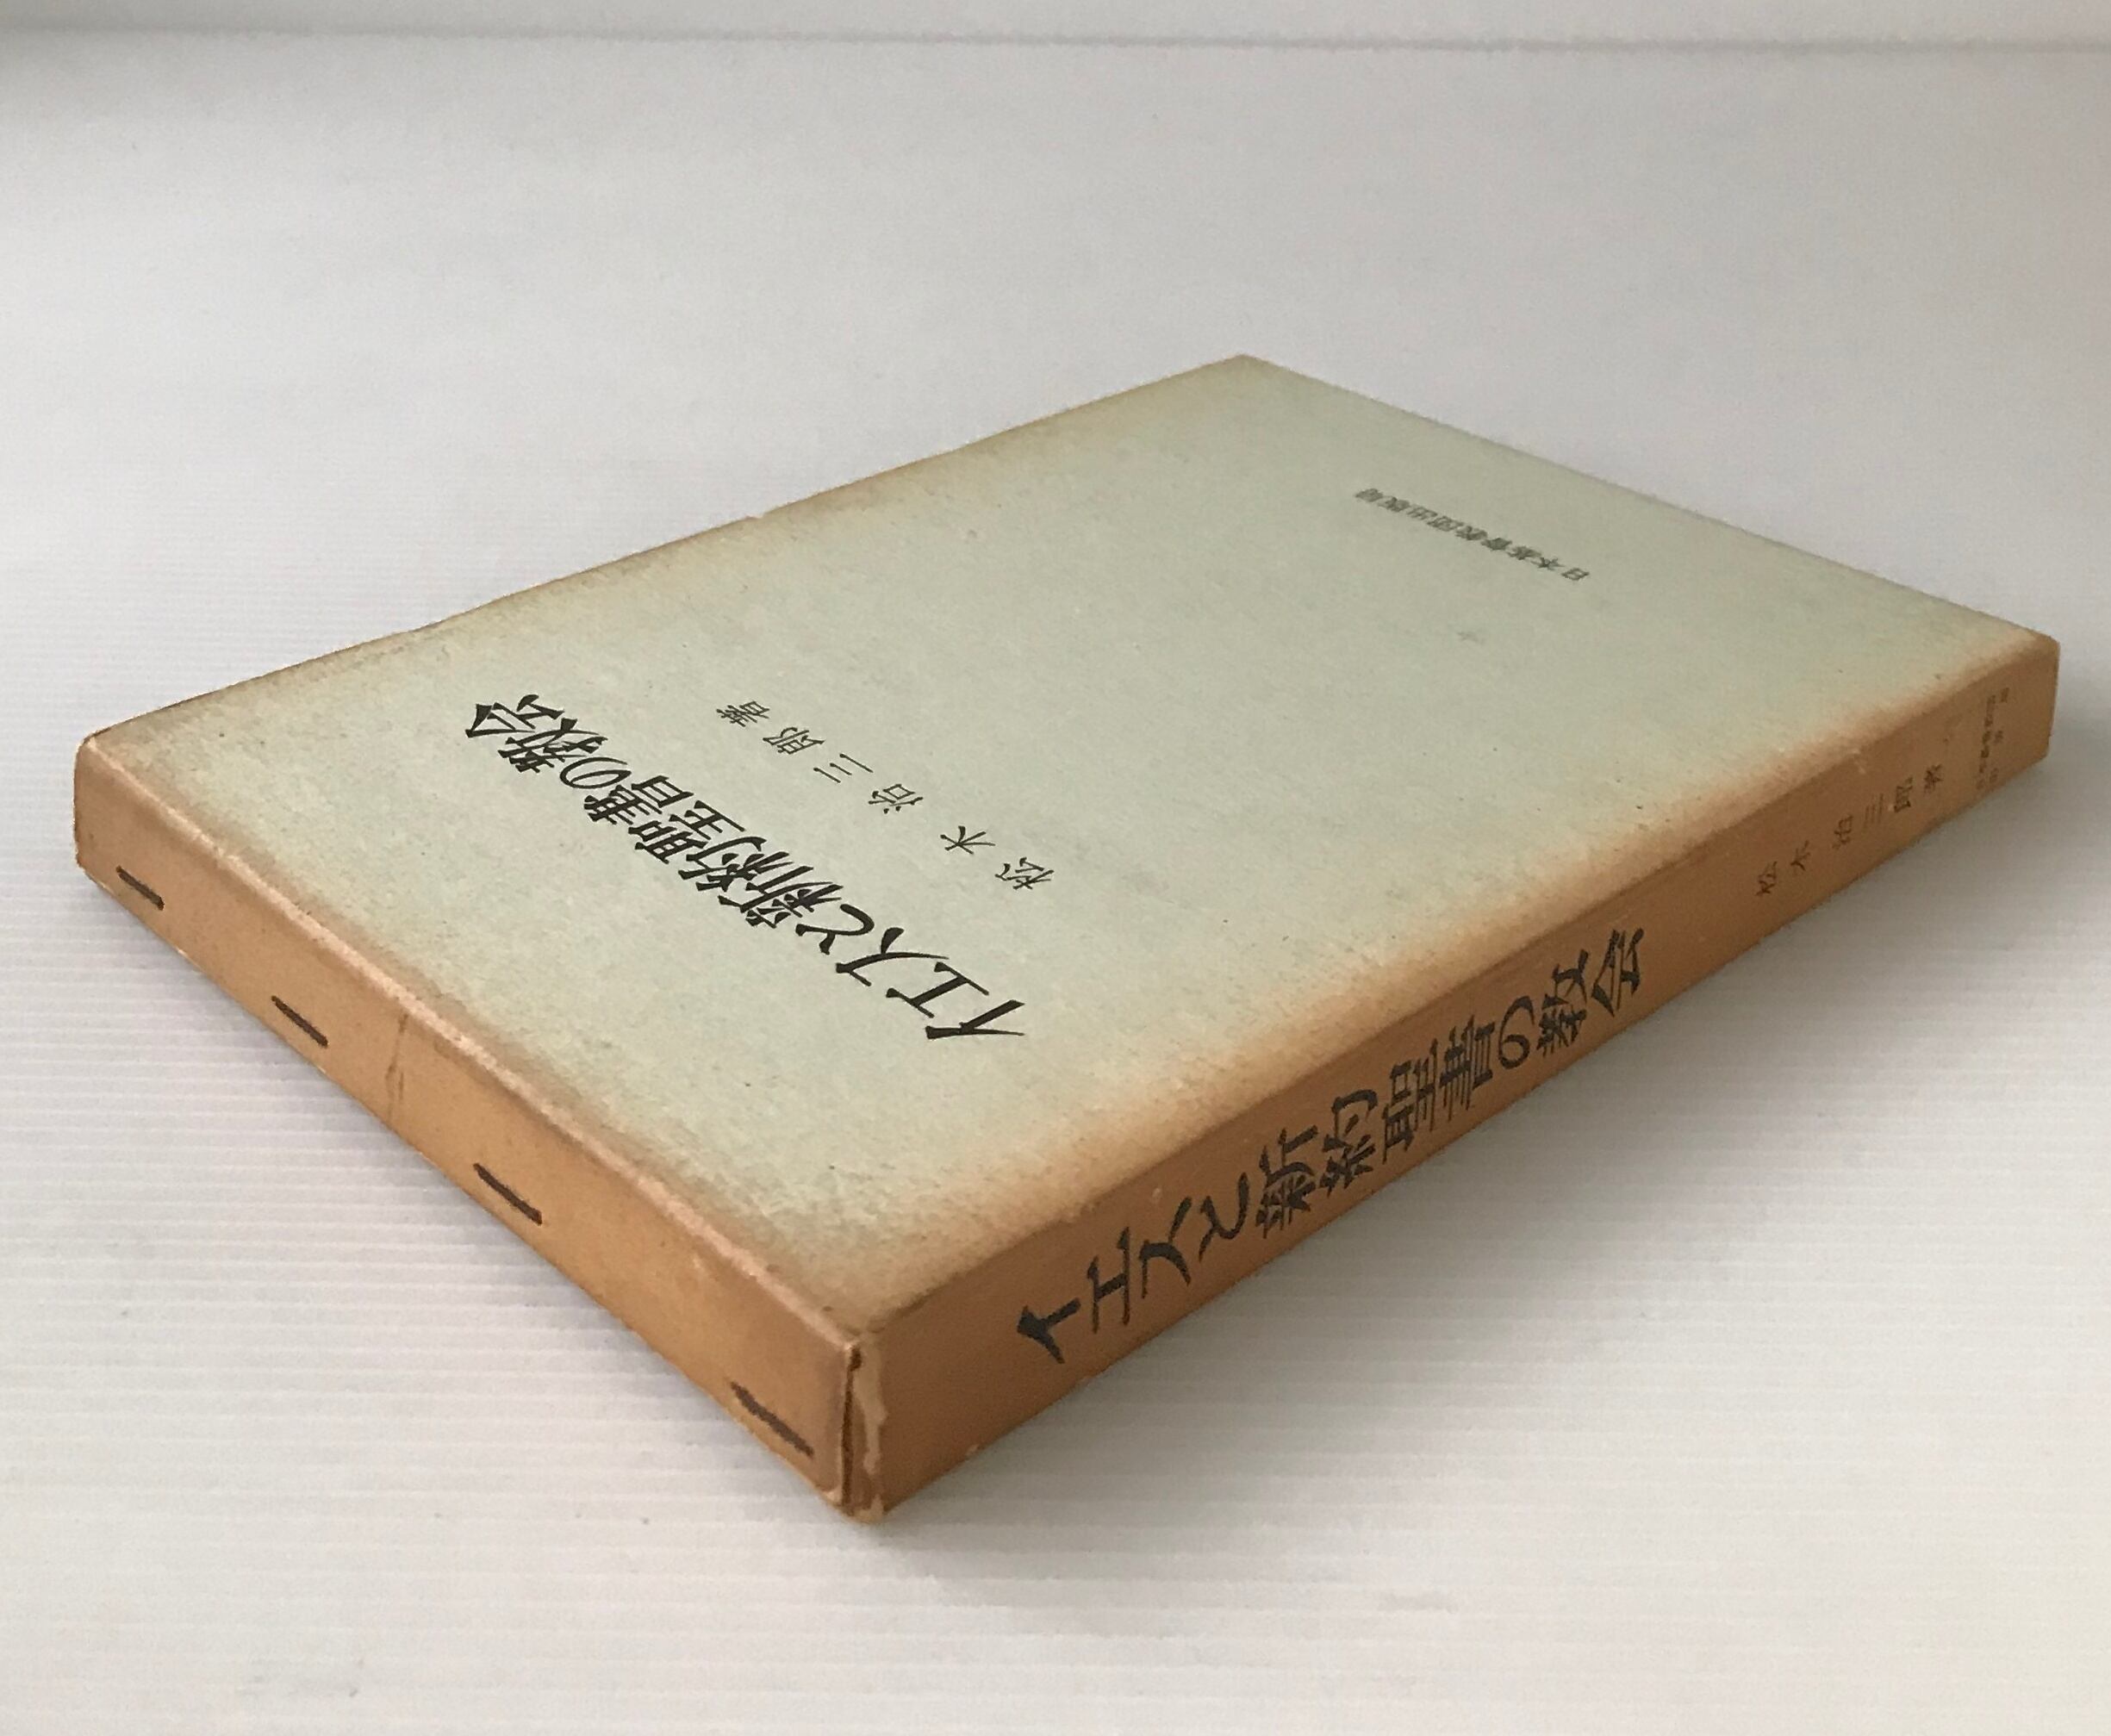 イエスと新約聖書の教会
松木治三郎著
日本基督教団出版局
イエスと新約聖書の教会
松木治三郎著